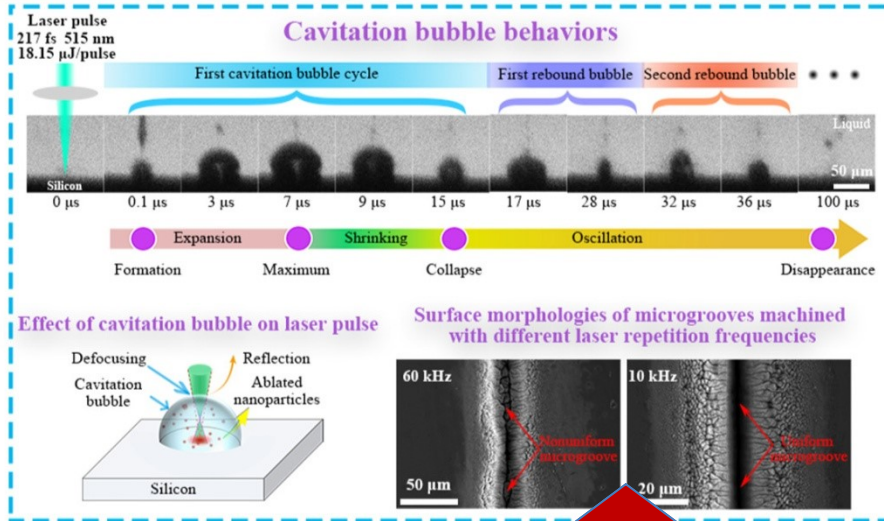 Cavitation bubble behaviors
Laser pulse
217 fs 515 nm
18.15 μJ/pulse
First cavitation bubble cycle
First rebound bubble
Second rebound bubble
Liquid
50 μm
Silicon
0 μs
0.1 μs
3 μs
7 μs
9 μs
15 μs
17 μs
28 μs
32 μs
36 μs
100 μs
Expansion
Shrinking
Oscillation
Formation
Maximum
Collapse
Disappearance
Effect of cavitation bubble on laser pulse
Defocusing
Reflection
Cavitation
bubble
Ablated
nanoparticles
Silicon
Surface morphologies of microgrooves machined
with different laser repetition frequencies
60 kHz
Nonuniform
microgroove
50 μm
10 kHz
Uniform
microgroove
20 μm